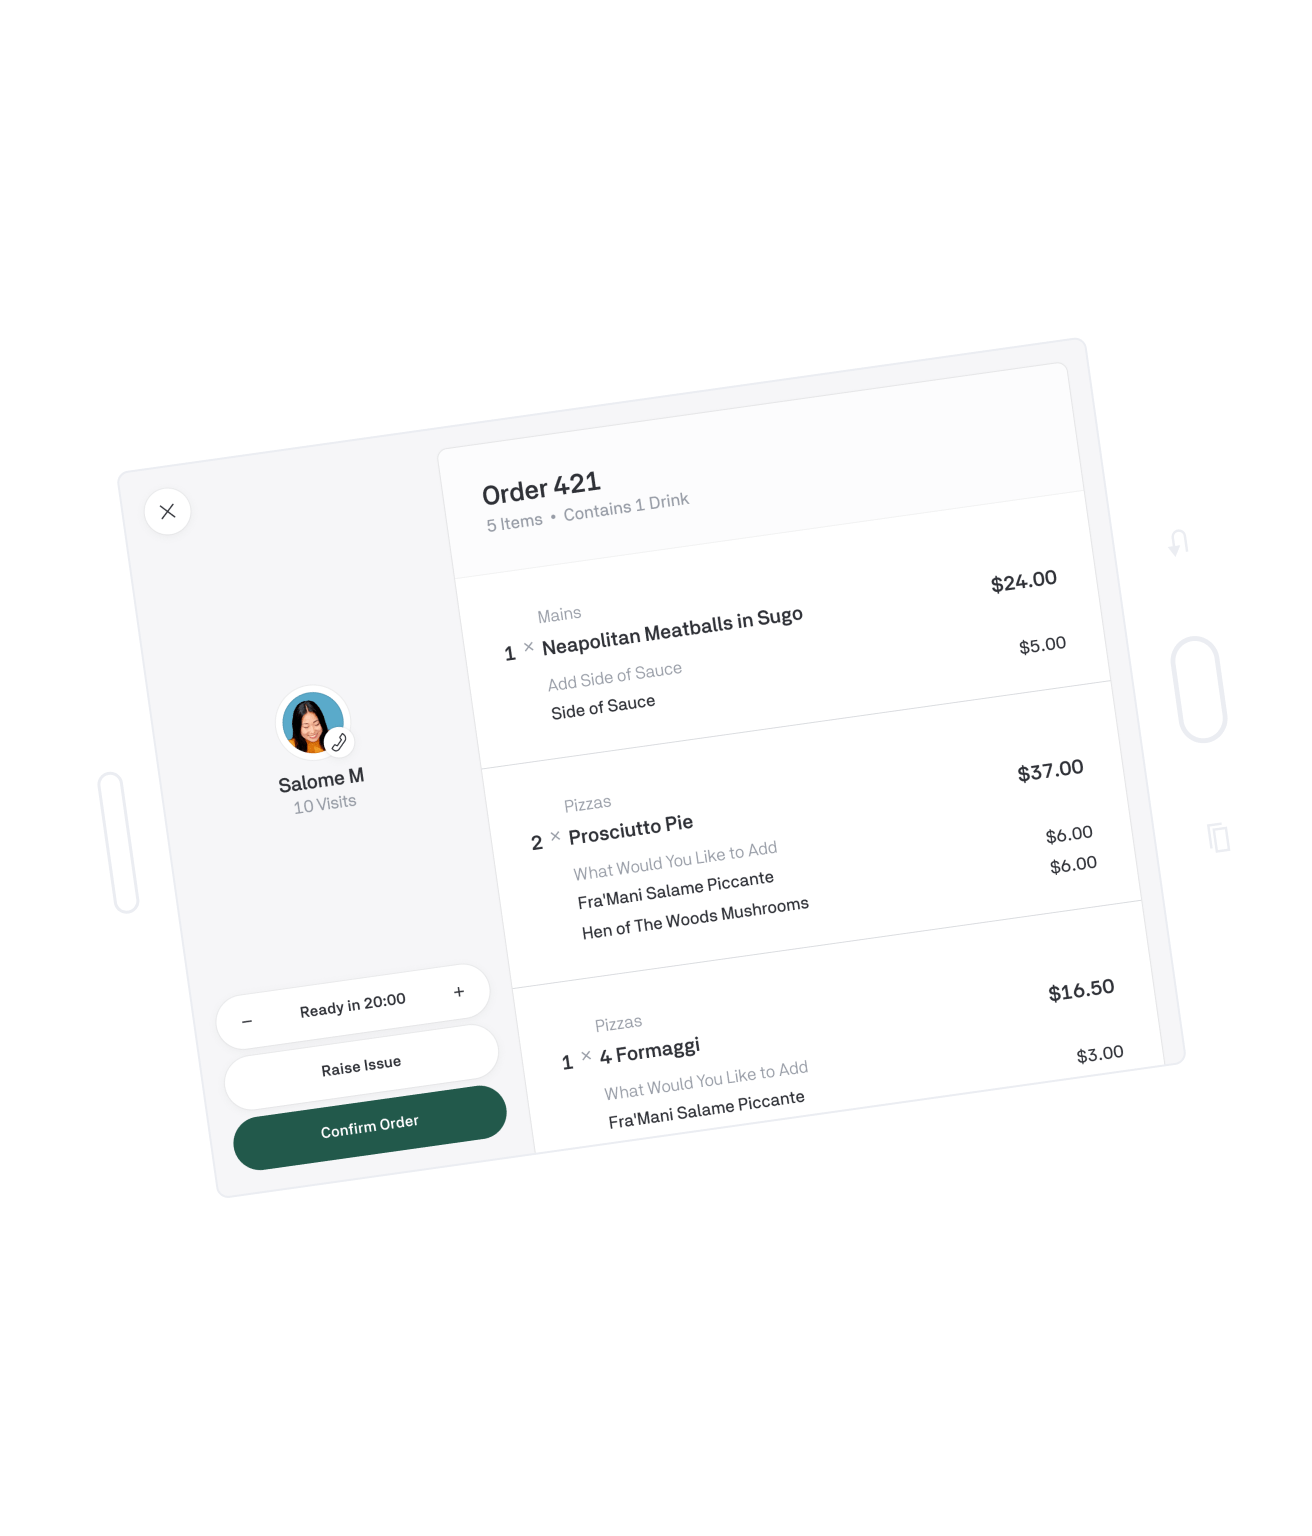 Salome M
10 Visits
− Ready in 20:00 +
Raise Issue
Confirm Order
Order 421
5 Items • Contains 1 Drink
Mains
1 × Neapolitan Meatballs in Sugo $24.00
Add Side of Sauce
Side of Sauce $5.00
Pizzas
2 × Prosciutto Pie $37.00
What Would You Like to Add
Fra'Mani Salame Piccante $6.00
Hen of The Woods Mushrooms $6.00
Pizzas
1 × 4 Formaggi $16.50
What Would You Like to Add
Fra'Mani Salame Piccante $3.00